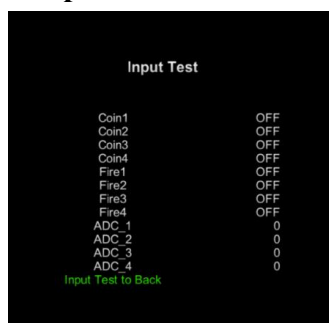 Input Test
Coin1 OFF
Coin2 OFF
Coin3 OFF
Coin4 OFF
Fire1 OFF
Fire2 OFF
Fire3 OFF
Fire4 OFF
ADC_1 0
ADC_2 0
ADC_3 0
ADC_4 0
Input Test to Back